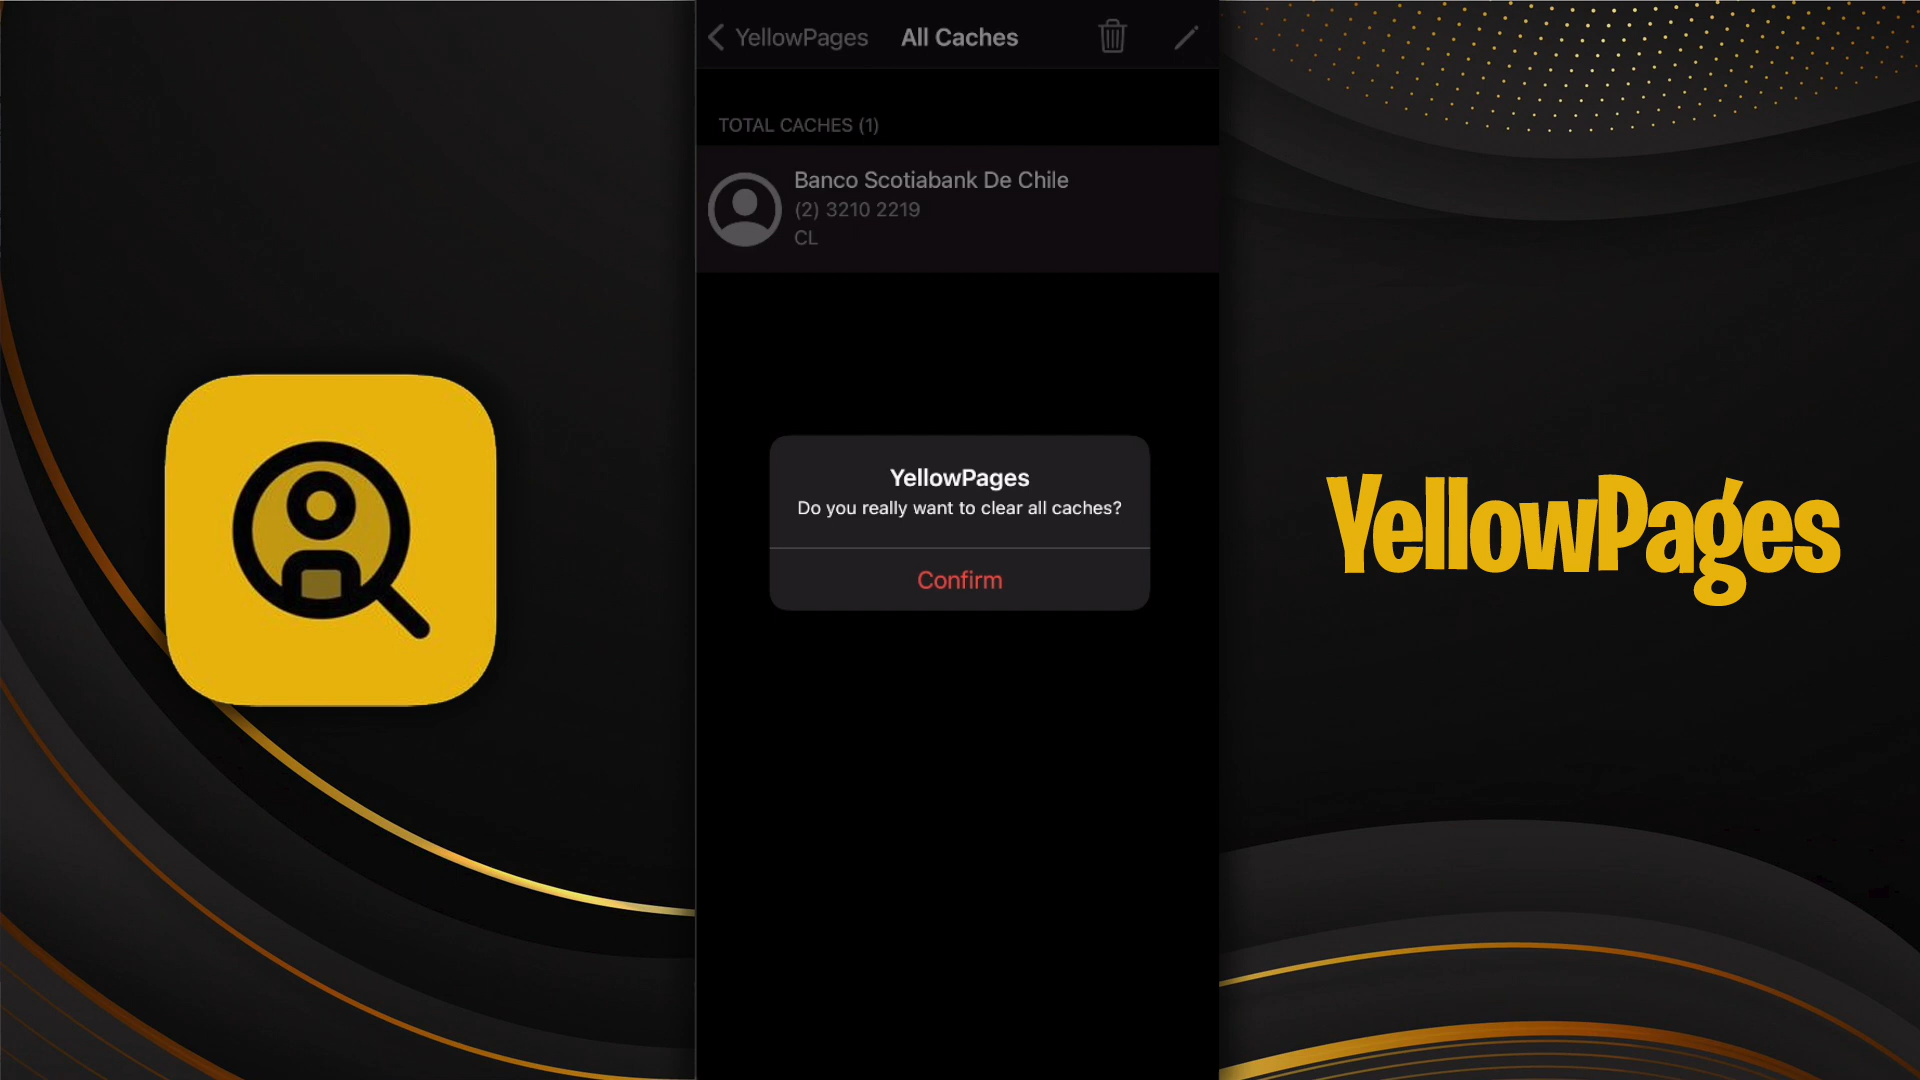 YellowPages
All Caches
TOTAL CACHES (1)
Banco Scotiabank De Chile
(2) 3210 2219
CL
YellowPages
Do you really want to clear all caches?
Confirm
YellowPages